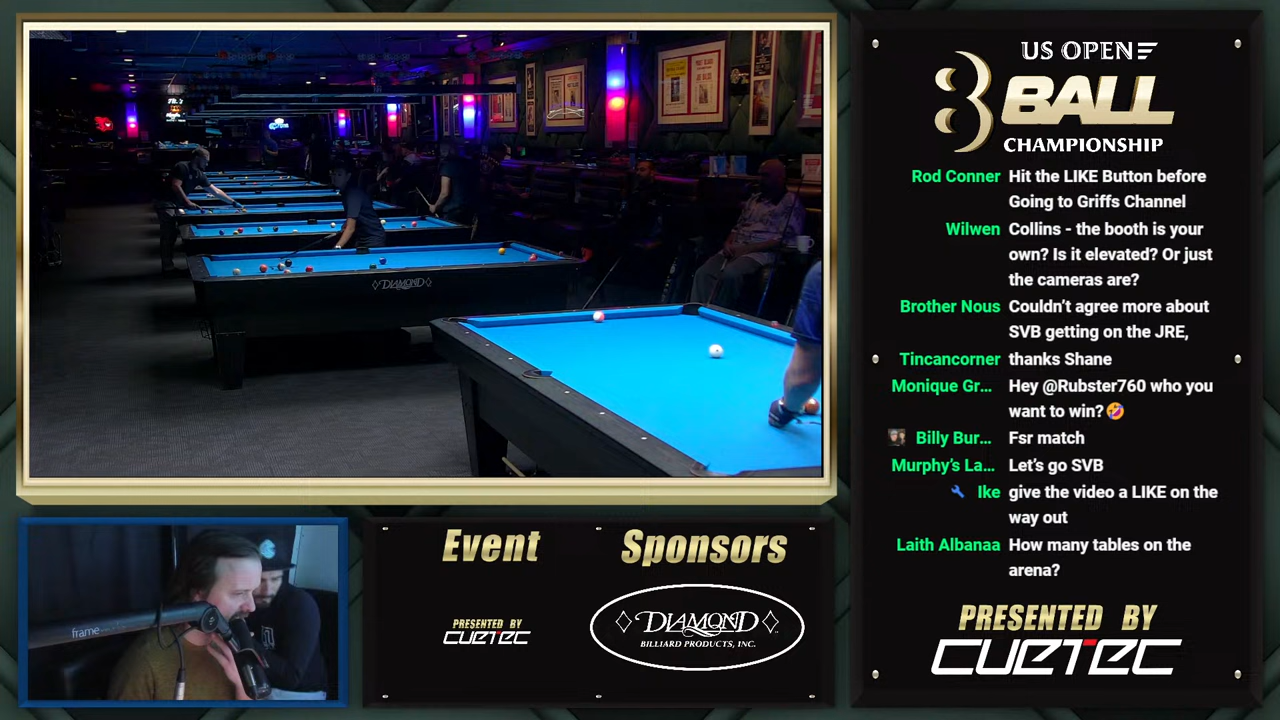 US OPEN
8 BALL
CHAMPIONSHIP
Rod Conner Hit the LIKE Button before
Going to Griffs Channel
Wilwen Collins - the booth is your
own? Is it elevated? Or just
the cameras are?
Brother Nous Couldn't agree more about
SVB getting on the JRE,
Tincancorner thanks Shane
Monique Gr... Hey @Rubster760 who you
want to win?🤣
Billy Bur... Fsr match
Murphy's La... Let's go SVB
Ike give the video a LIKE on the
way out
Laith Albanaa How many tables on the
arena?
PRESENTED BY
CUETEC
DIAMOND
frame
Event Sponsors
PRESENTED BY
CUETEC
DIAMOND
BILLIARD PRODUCTS, INC.